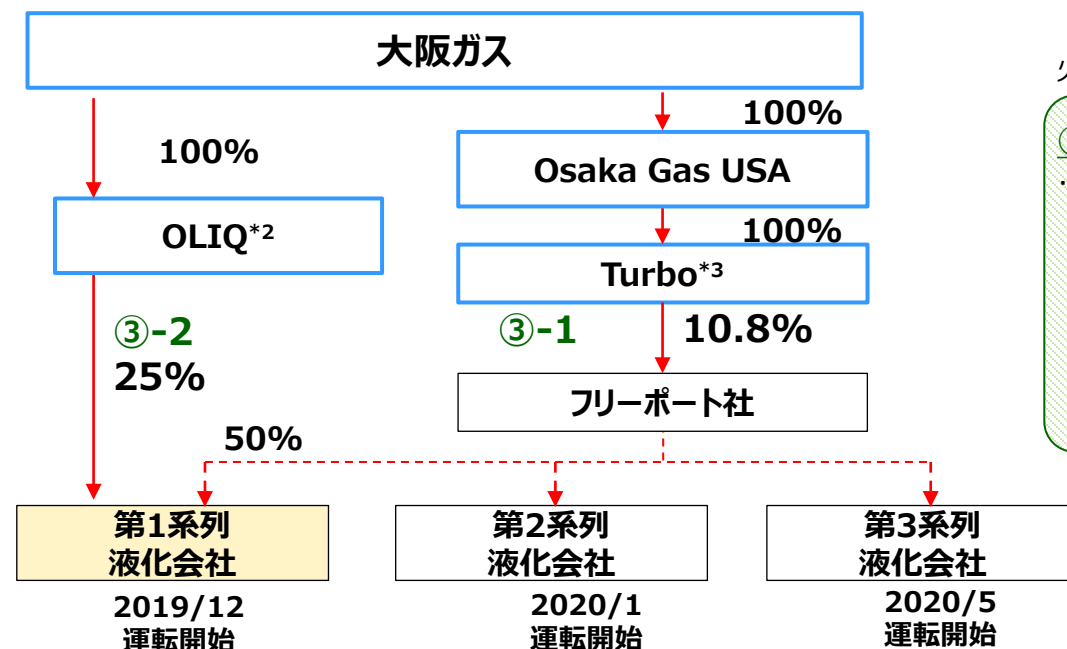 大阪ガス
100%
100%
Osaka Gas USA
OLIQ*2
100%
Turbo*3
③-2
25%
③-1
10.8%
フリーポート社
50%
第1系列
液化会社
第2系列
液化会社
第3系列
液化会社
2019/12
運転開始
2020/1
運転開始
2020/5
運転開始